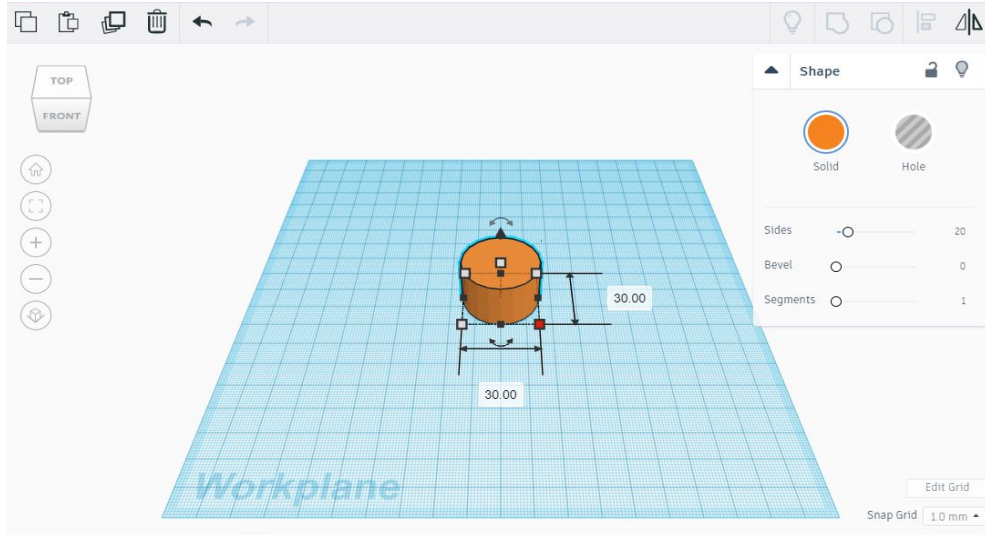 TOP
FRONT
Shape
Solid Hole
Sides 20
Bevel 0
Segments 1
30.00
30.00
Workplane
Edit Grid
Snap Grid 1.0 mm